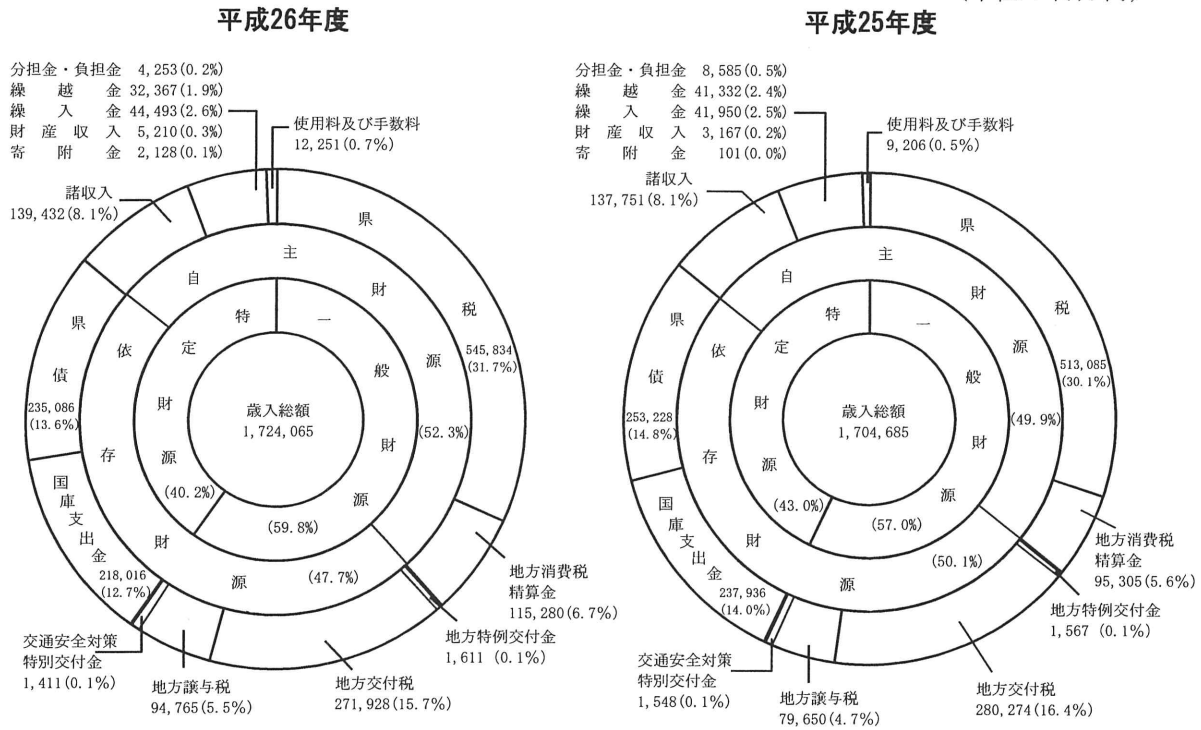 平成26年度
分担金・負担金 4,253(0.2%)
繰越金 32,367(1.9%)
繰入金 44,493(2.6%)
財産収入 5,210(0.3%)
寄附金 2,128(0.1%)
使用料及び手数料
12,251(0.7%)
諸収入
139,432(8.1%)
県税
545,834
(31.7%)
自主財源
(52.3%)
特定財源
(40.2%)
一般財源
(59.8%)
歳入総額
1,724,065
県債
235,086
(13.6%)
依存財源
(47.7%)
国庫支出金
218,016
(12.7%)
地方消費税
精算金
115,280(6.7%)
地方特例交付金
1,611 (0.1%)
交通安全対策
特別交付金
1,411(0.1%)
地方譲与税
94,765(5.5%)
地方交付税
271,928(15.7%)
平成25年度
分担金・負担金 8,585(0.5%)
繰越金 41,332(2.4%)
繰入金 41,950(2.5%)
財産収入 3,167(0.2%)
寄附金 101(0.0%)
使用料及び手数料
9,206(0.5%)
諸収入
137,751(8.1%)
県税
513,085
(30.1%)
自主財源
(49.9%)
特定財源
(43.0%)
一般財源
(57.0%)
歳入総額
1,704,685
県債
253,228
(14.8%)
依存財源
(50.1%)
国庫支出金
237,936
(14.0%)
地方消費税
精算金
95,305(5.6%)
地方特例交付金
1,567 (0.1%)
交通安全対策
特別交付金
1,548(0.1%)
地方譲与税
79,650(4.7%)
地方交付税
280,274(16.4%)